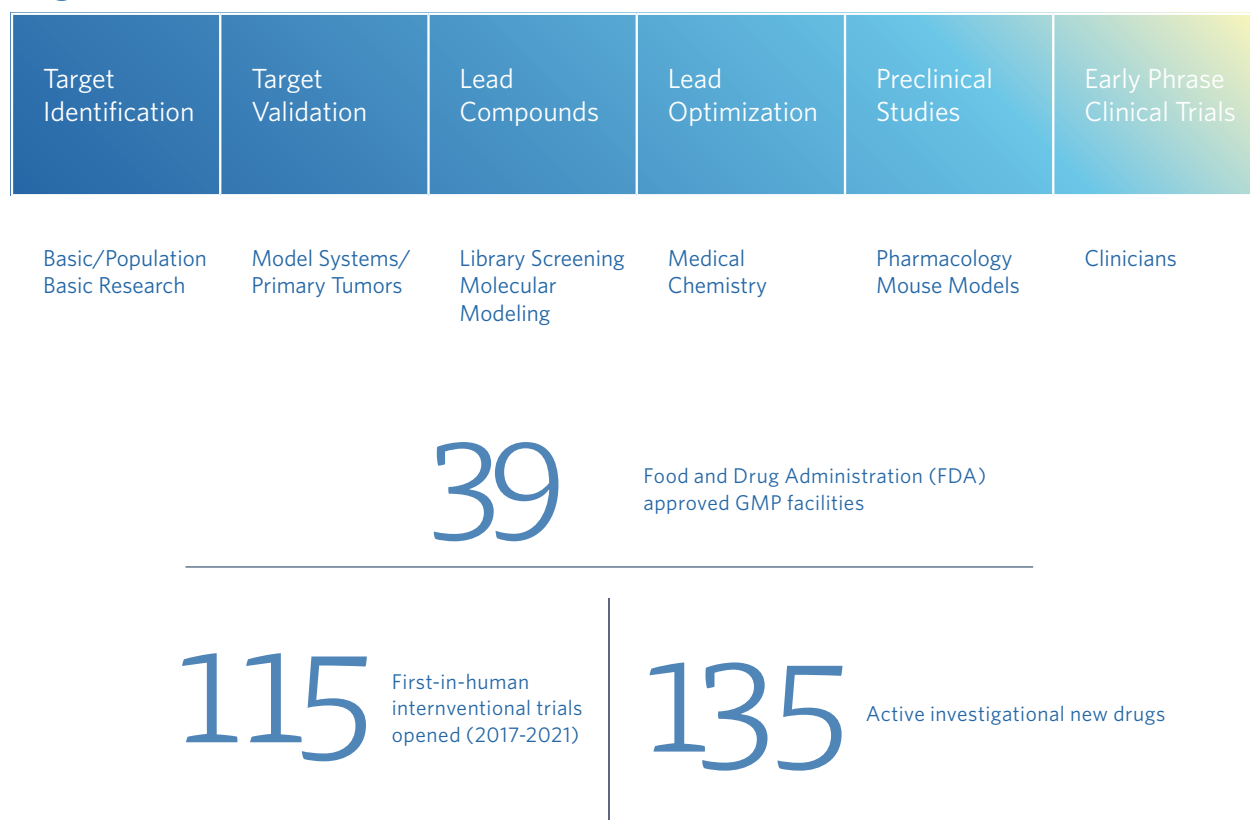 Target
Identification
Target
Validation
Lead
Compounds
Lead
Optimization
Preclinical
Studies
Early Phrase
Clinical Trials
Basic/Population
Basic Research
Model Systems/
Primary Tumors
Library Screening
Molecular
Modeling
Medical
Chemistry
Pharmacology
Mouse Models
Clinicians
39
Food and Drug Administration (FDA)
approved GMP facilities
115
First-in-human
internventional trials
opened (2017-2021)
135
Active investigational new drugs